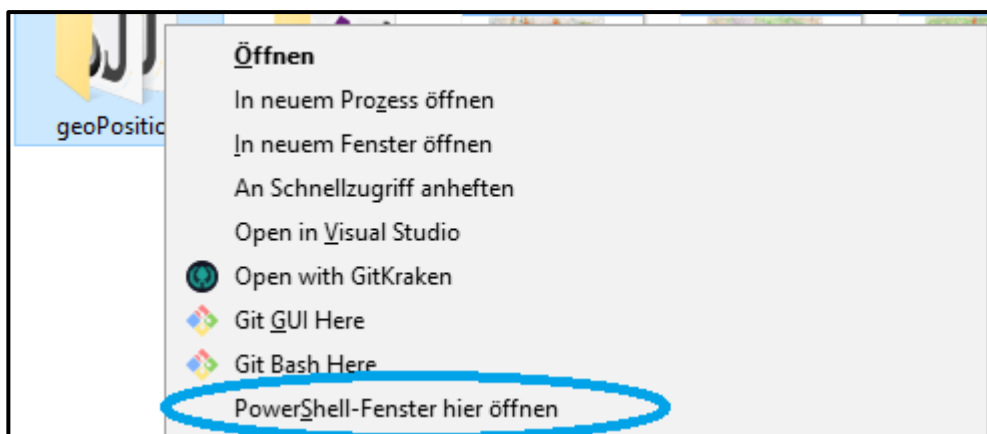 geoPositic
Öffnen
In neuem Prozess öffnen
In neuem Fenster öffnen
An Schnellzugriff anheften
Open in Visual Studio
Open with GitKraken
Git GUI Here
Git Bash Here
PowerShell-Fenster hier öffnen